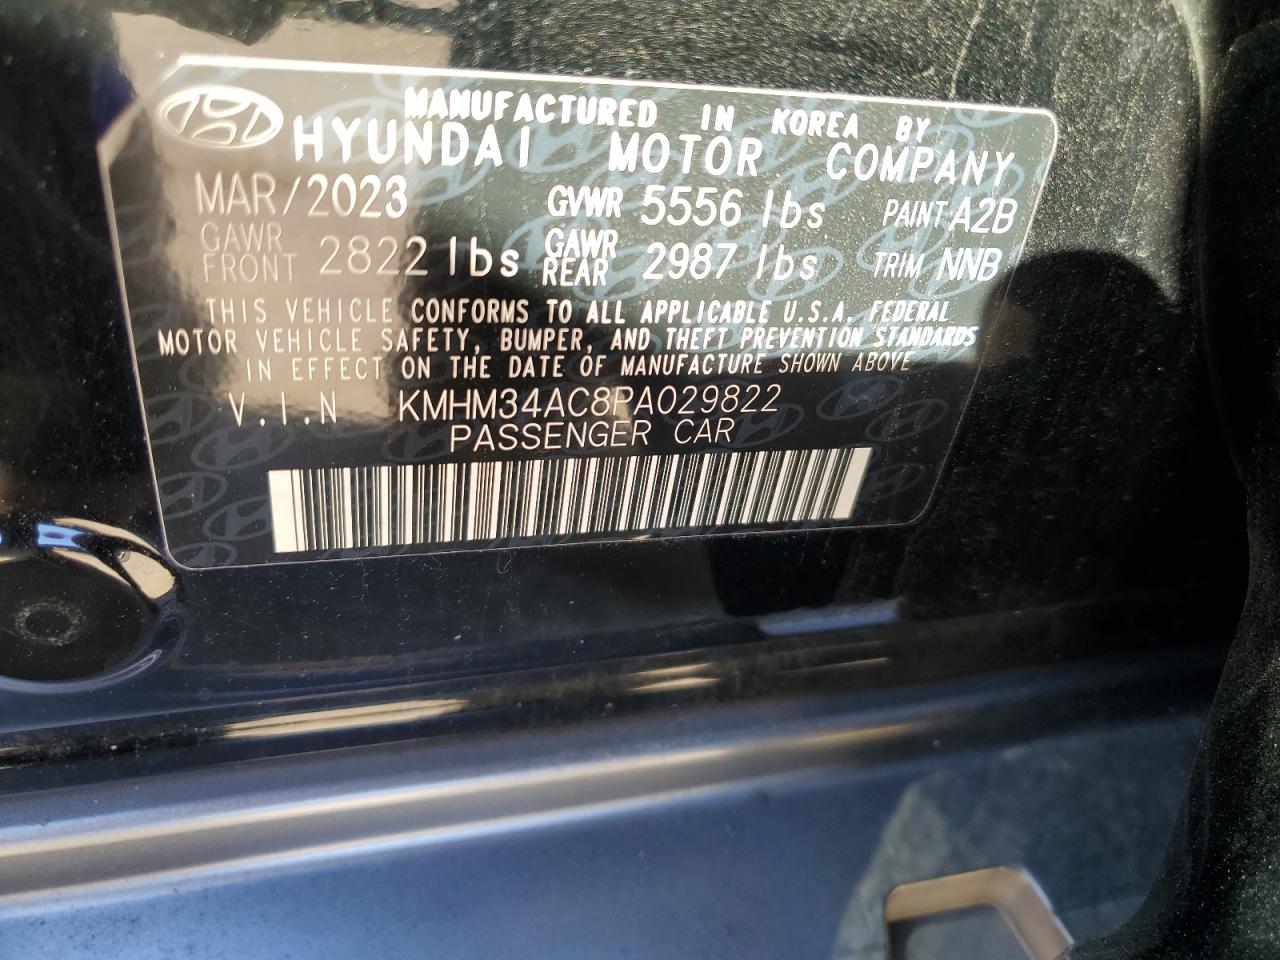 MANUFACTURED IN KOREA BY
HYUNDAI MOTOR COMPANY
MAR/2023 GVWR 5556 lbs PAINT A2B
GAWR FRONT 2822 lbs GAWR REAR 2987 lbs TRIM NNB
THIS VEHICLE CONFORMS TO ALL APPLICABLE U.S.A. FEDERAL
MOTOR VEHICLE SAFETY, BUMPER, AND THEFT PREVENTION STANDARDS
IN EFFECT ON THE DATE OF MANUFACTURE SHOWN ABOVE
V.I.N KMHM34AC8PA029822
PASSENGER CAR